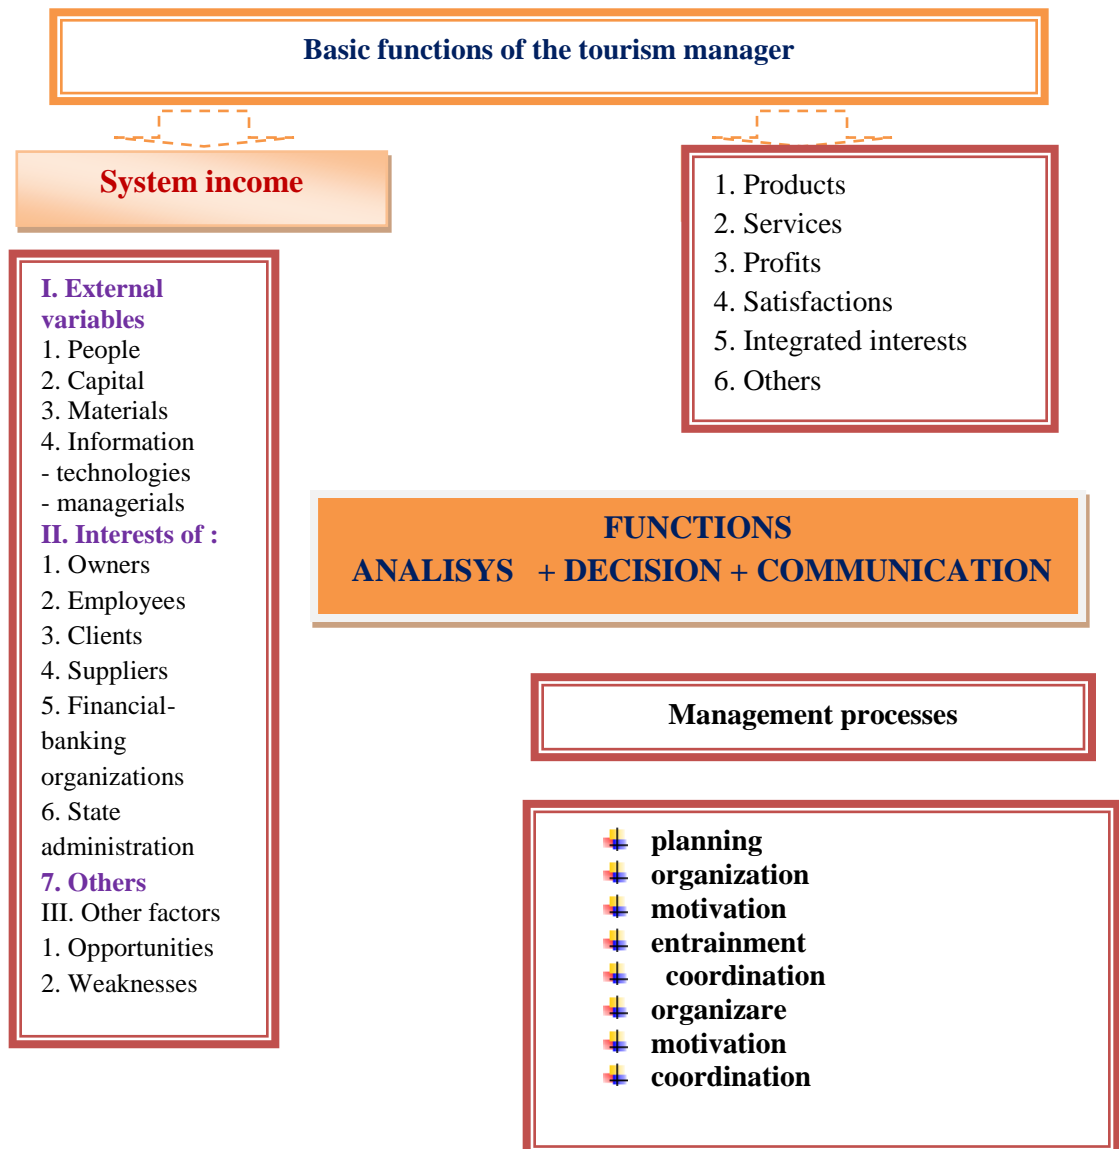 Basic functions of the tourism manager
System income
1. Products
2. Services
3. Profits
4. Satisfactions
5. Integrated interests
6. Others
I. External
variables
1. People
2. Capital
3. Materials
4. Information
- technologies
- managerials
II. Interests of :
1. Owners
2. Employees
3. Clients
4. Suppliers
5. Financial-
banking
organizations
6. State
administration
7. Others
III. Other factors
1. Opportunities
2. Weaknesses
FUNCTIONS
ANALISYS + DECISION + COMMUNICATION
Management processes
planning
organization
motivation
entrainment
coordination
organizare
motivation
coordination